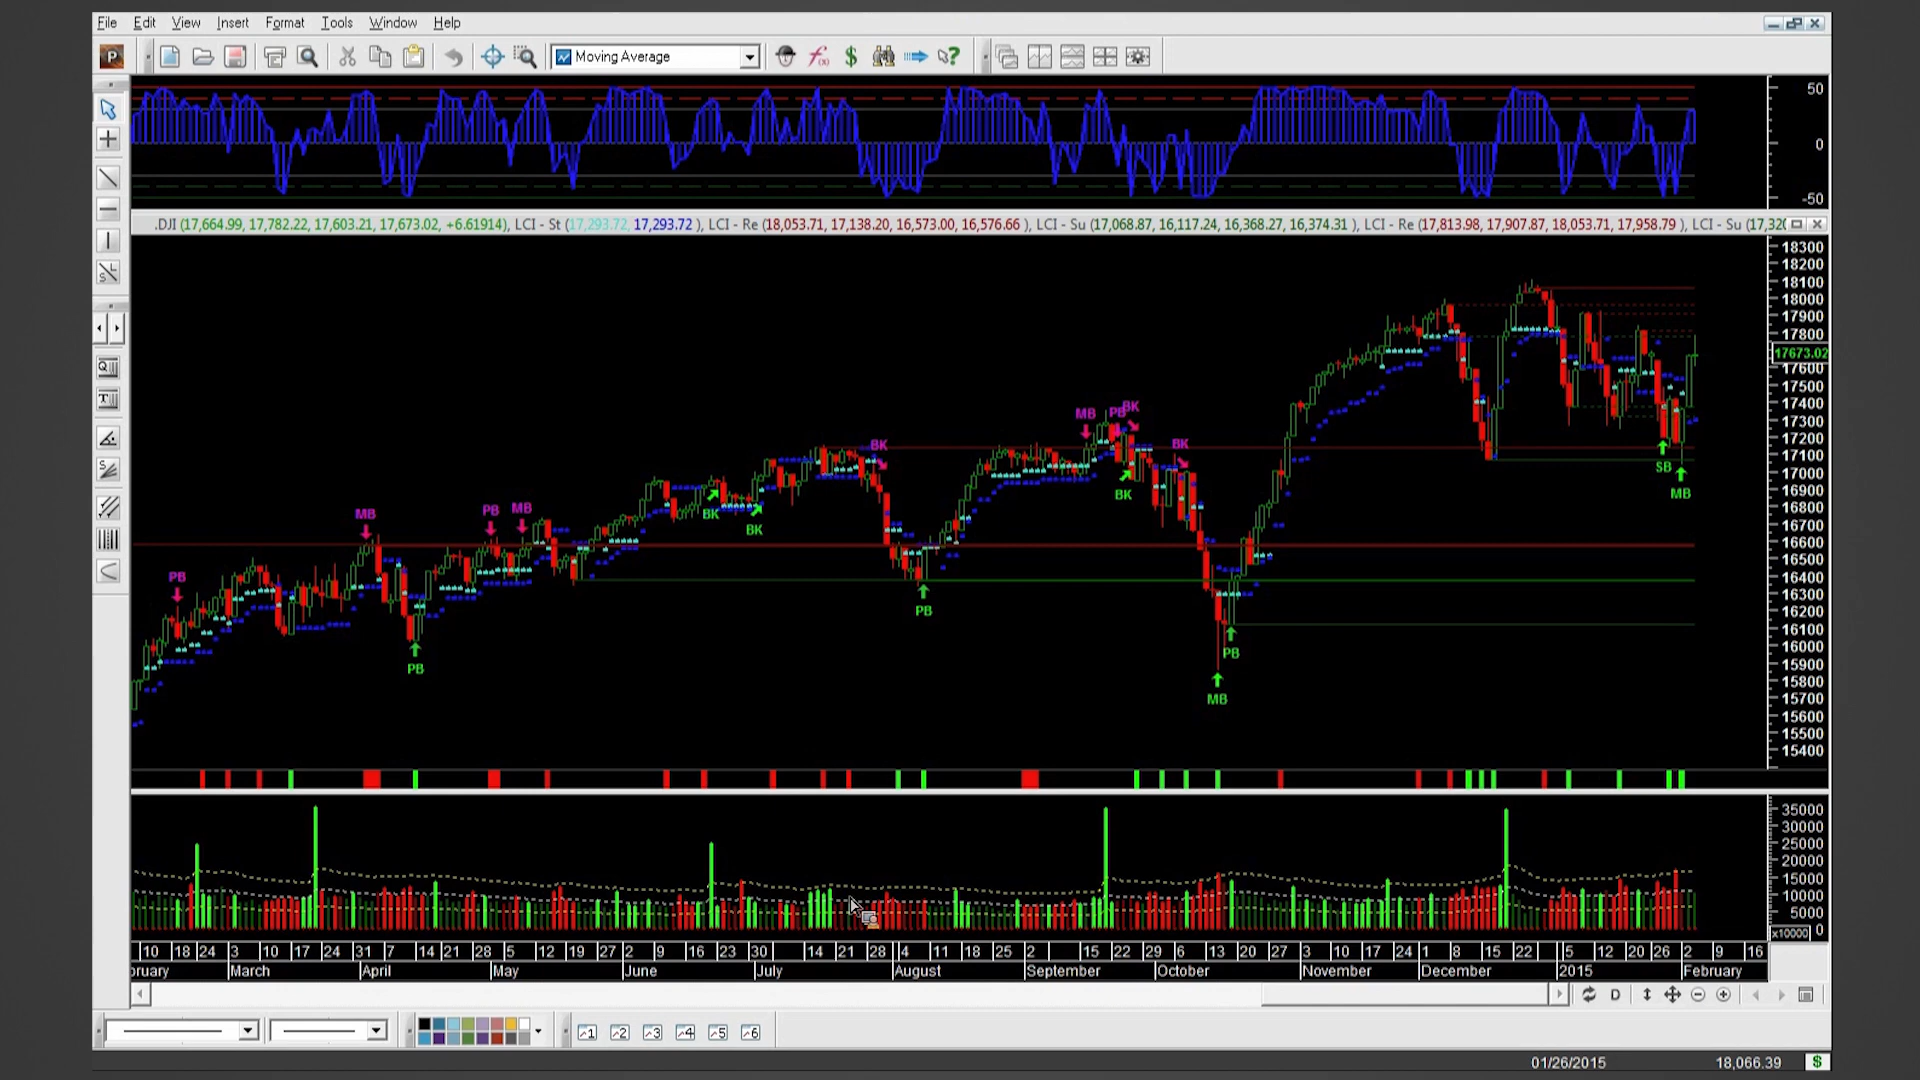 File Edit View Insert Format Tools Window Help
P Moving Average
50
0
-50
.DJI (17,664.99, 17,782.22, 17,603.21, 17,673.02, +6.61914), LCI - St (17,293.72, 17,293.72 ), LCI - Re (18,053.71, 17,138.20, 16,573.00, 16,576.66 ), LCI - Su (17,068.87, 16,117.24, 16,368.27, 16,374.31 ), LCI - Re (17,813.98, 17,907.87, 18,053.71, 17,958.79 ), LCI - Su (17,320
18300
18200
18100
18000
17900
17800
17673.02
17600
17500
17400
17300
17200
17100
17000
16900
16800
16700
16600
16500
16400
16300
16200
16100
16000
15900
15800
15700
15600
15500
15400
MB PB BK
BK BK
SB
BK MB
PB MB
MB BK
BK
PB
PB
PB
PB
MB
35000
30000
25000
20000
15000
10000
5000
0
x10000
10 18 24 3 10 17 24 31 7 14 21 28 5 12 19 27 2 9 16 23 30 14 21 28 4 11 18 25 2 15 22 29 6 13 20 27 3 10 17 24 1 8 15 22 5 12 20 26 2 9 16
bruary March April May June July August September October November December 2015 February
D
1 2 3 4 5 6
01/26/2015 18,066.39 $